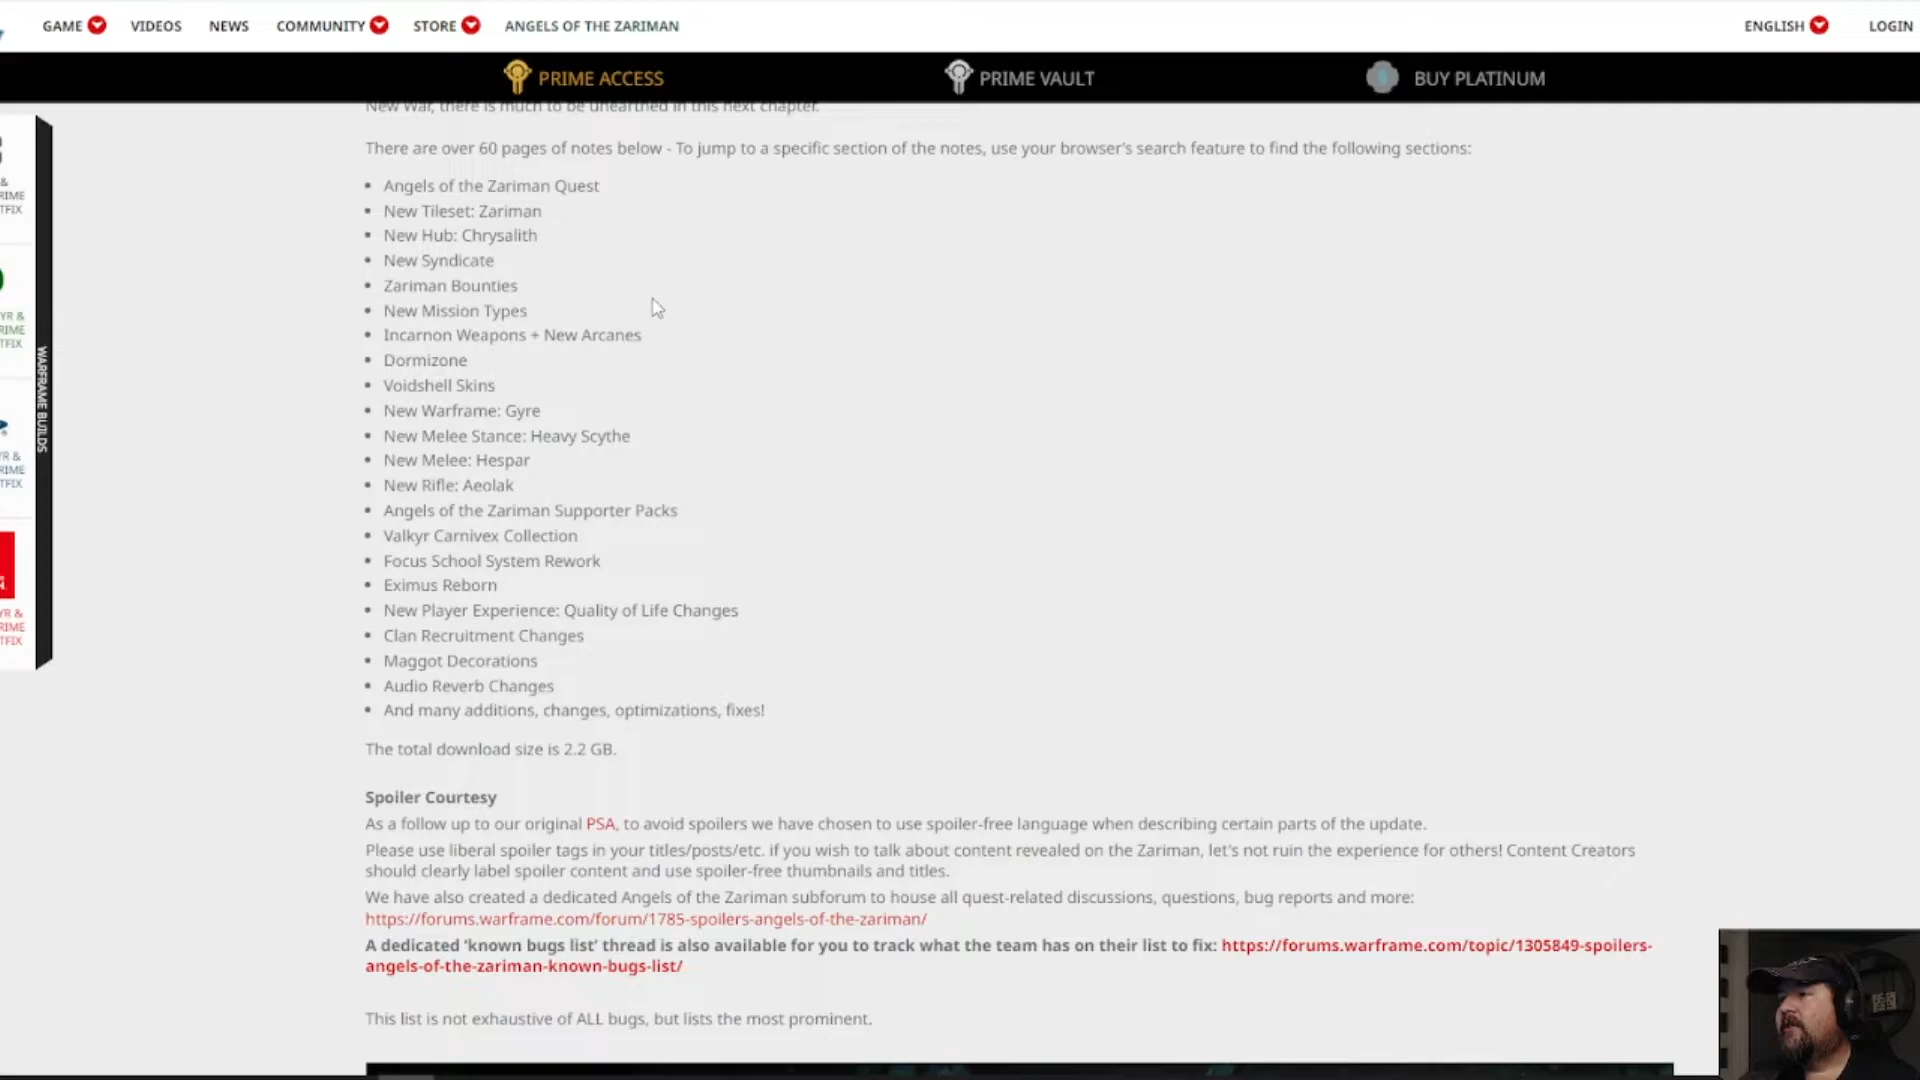 GAME VIDEOS NEWS COMMUNITY STORE ANGELS OF THE ZARIMAN ENGLISH LOGIN
PRIME ACCESS PRIME VAULT BUY PLATINUM
New War, there is much to be unearthed in this next chapter.
There are over 60 pages of notes below - To jump to a specific section of the notes, use your browser's search feature to find the following sections:
• Angels of the Zariman Quest
• New Tileset: Zariman
• New Hub: Chrysalith
• New Syndicate
• Zariman Bounties
• New Mission Types
• Incarnon Weapons + New Arcanes
• Dormizone
• Voidshell Skins
• New Warframe: Gyre
• New Melee Stance: Heavy Scythe
• New Melee: Hespar
• New Rifle: Aeolak
• Angels of the Zariman Supporter Packs
• Valkyr Carnivex Collection
• Focus School System Rework
• Eximus Reborn
• New Player Experience: Quality of Life Changes
• Clan Recruitment Changes
• Maggot Decorations
• Audio Reverb Changes
• And many additions, changes, optimizations, fixes!
The total download size is 2.2 GB.
Spoiler Courtesy
As a follow up to our original PSA, to avoid spoilers we have chosen to use spoiler-free language when describing certain parts of the update.
Please use liberal spoiler tags in your titles/posts/etc. if you wish to talk about content revealed on the Zariman, let's not ruin the experience for others! Content Creators
should clearly label spoiler content and use spoiler-free thumbnails and titles.
We have also created a dedicated Angels of the Zariman subforum to house all quest-related discussions, questions, bug reports and more:
https://forums.warframe.com/forum/1785-spoilers-angels-of-the-zariman/
A dedicated 'known bugs list' thread is also available for you to track what the team has on their list to fix: https://forums.warframe.com/topic/1305849-spoilers-
angels-of-the-zariman-known-bugs-list/
This list is not exhaustive of ALL bugs, but lists the most prominent.
&
RIME
TFIX
YR &
RIME
TFIX
YR &
RIME
TFIX
YR &
RIME
TFIX
WARFRAME BUILDS